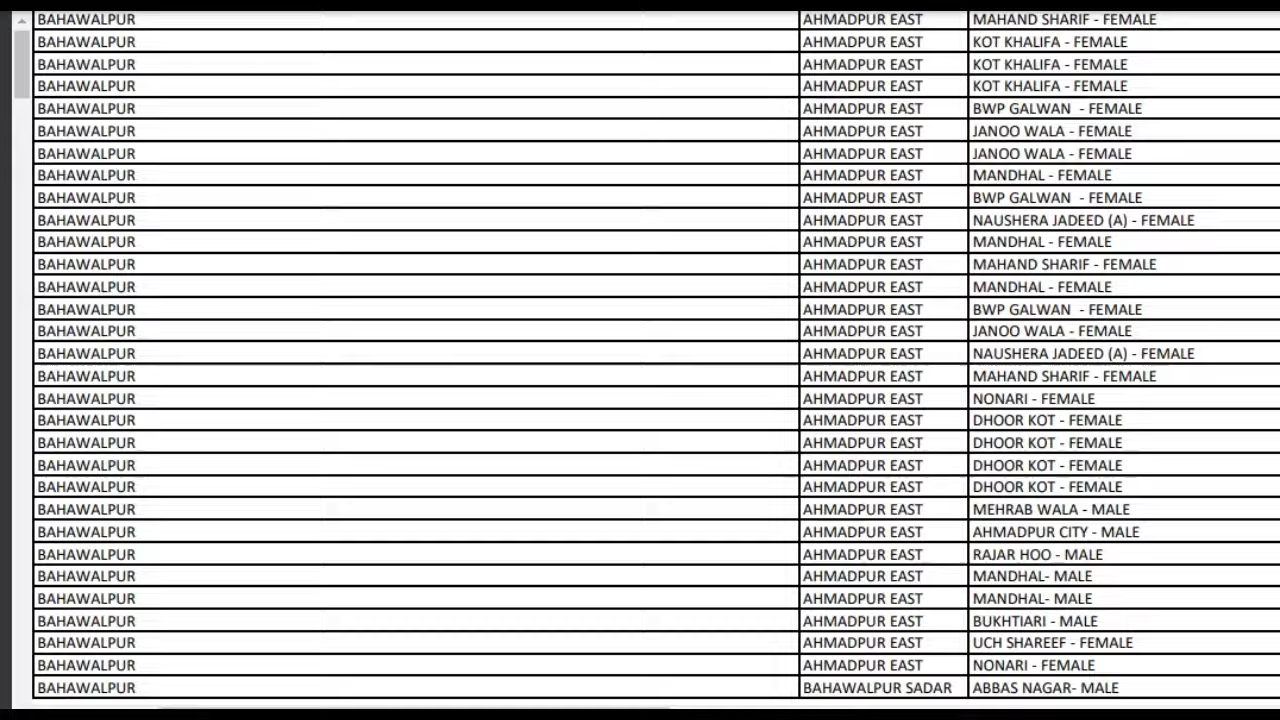 BAHAWALPUR AHMADPUR EAST MAHAND SHARIF - FEMALE
BAHAWALPUR AHMADPUR EAST KOT KHALIFA - FEMALE
BAHAWALPUR AHMADPUR EAST KOT KHALIFA - FEMALE
BAHAWALPUR AHMADPUR EAST KOT KHALIFA - FEMALE
BAHAWALPUR AHMADPUR EAST BWP GALWAN  - FEMALE
BAHAWALPUR AHMADPUR EAST JANOO WALA - FEMALE
BAHAWALPUR AHMADPUR EAST JANOO WALA - FEMALE
BAHAWALPUR AHMADPUR EAST MANDHAL - FEMALE
BAHAWALPUR AHMADPUR EAST BWP GALWAN  - FEMALE
BAHAWALPUR AHMADPUR EAST NAUSHERA JADEED (A) - FEMALE
BAHAWALPUR AHMADPUR EAST MANDHAL - FEMALE
BAHAWALPUR AHMADPUR EAST MAHAND SHARIF - FEMALE
BAHAWALPUR AHMADPUR EAST MANDHAL - FEMALE
BAHAWALPUR AHMADPUR EAST BWP GALWAN  - FEMALE
BAHAWALPUR AHMADPUR EAST JANOO WALA - FEMALE
BAHAWALPUR AHMADPUR EAST NAUSHERA JADEED (A) - FEMALE
BAHAWALPUR AHMADPUR EAST MAHAND SHARIF - FEMALE
BAHAWALPUR AHMADPUR EAST NONARI - FEMALE
BAHAWALPUR AHMADPUR EAST DHOOR KOT - FEMALE
BAHAWALPUR AHMADPUR EAST DHOOR KOT - FEMALE
BAHAWALPUR AHMADPUR EAST DHOOR KOT - FEMALE
BAHAWALPUR AHMADPUR EAST DHOOR KOT - FEMALE
BAHAWALPUR AHMADPUR EAST MEHRAB WALA - MALE
BAHAWALPUR AHMADPUR EAST AHMADPUR CITY - MALE
BAHAWALPUR AHMADPUR EAST RAJAR HOO - MALE
BAHAWALPUR AHMADPUR EAST MANDHAL- MALE
BAHAWALPUR AHMADPUR EAST MANDHAL- MALE
BAHAWALPUR AHMADPUR EAST BUKHTIARI - MALE
BAHAWALPUR AHMADPUR EAST UCH SHAREEF - FEMALE
BAHAWALPUR AHMADPUR EAST NONARI - FEMALE
BAHAWALPUR BAHAWALPUR SADAR ABBAS NAGAR- MALE